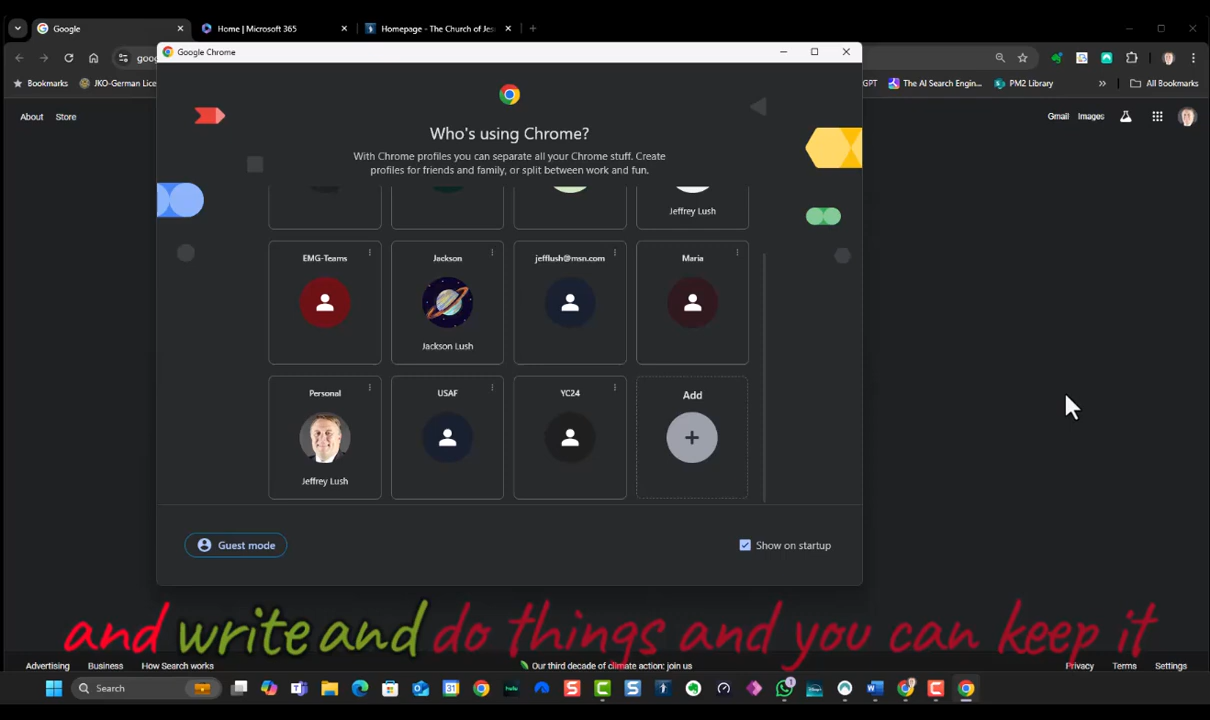 Google
Home | Microsoft 365
Homepage - The Church of Jes
goog
Google Chrome
Bookmarks
JKO-German Lice
GPT
The AI Search Engin...
PM2 Library
All Bookmarks
About
Store
Gmail
Images
Who's using Chrome?
With Chrome profiles you can separate all your Chrome stuff. Create
profiles for friends and family, or split between work and fun.
Jeffrey Lush
EMG-Teams
Jackson
jefflush@msn.com
Maria
Jackson Lush
Personal
USAF
YC24
Add
Jeffrey Lush
Guest mode
Show on startup
and write and do things and you can keep it
Advertising
Business
How Search works
Our third decade of climate action: join us
Privacy
Terms
Settings
Search